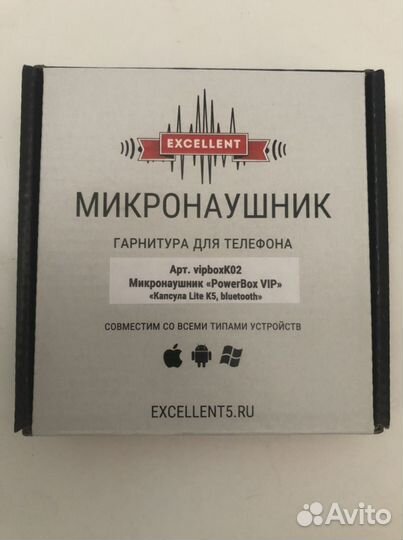 EXCELLENT
МИКРОНАУШНИК
ГАРНИТУРА ДЛЯ ТЕЛЕФОНА
Арт. vipboxK02
Микронаушник «PowerBox VIP»
«Капсула Lite K5, bluetooth»
СОВМЕСТИМ СО ВСЕМИ ТИПАМИ УСТРОЙСТВ
EXCELLENT5.RU
Avito